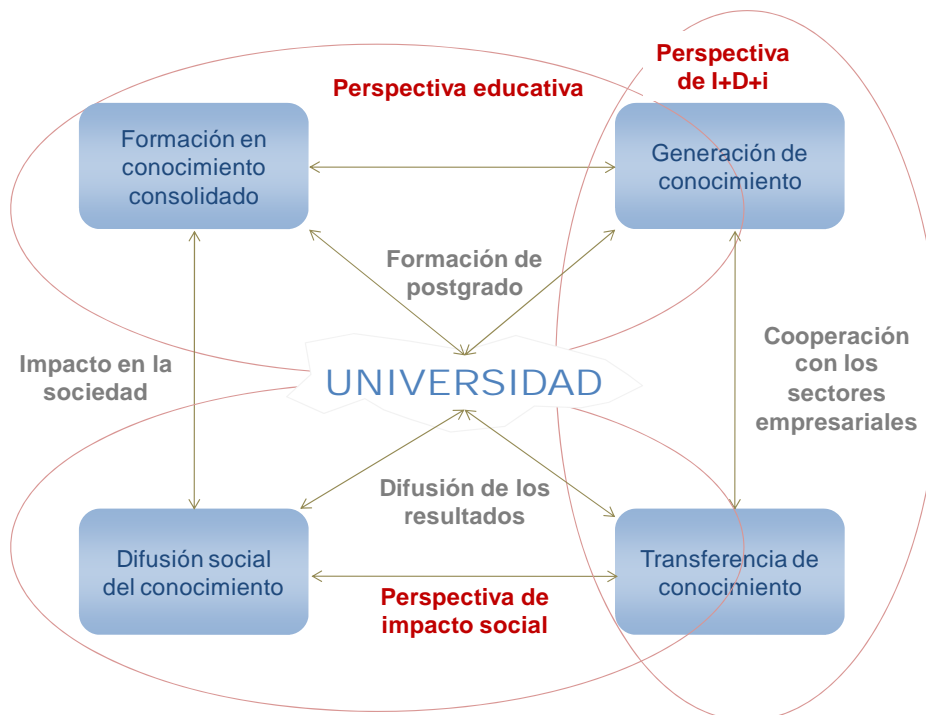 Perspectiva
de I+D+i
Perspectiva educativa
Formación en
conocimiento
consolidado
Generación de
conocimiento
Formación de
postgrado
Impacto en la
sociedad
UNIVERSIDAD
Cooperación
con los
sectores
empresariales
Difusión de los
resultados
Difusión social
del conocimiento
Transferencia de
conocimiento
Perspectiva de
impacto social